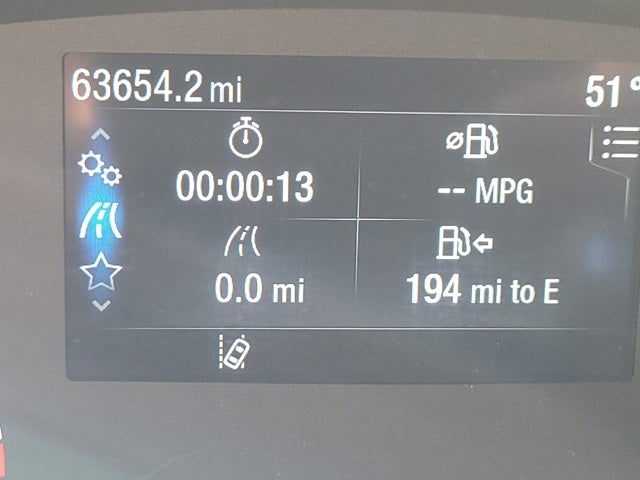 63654.2 mi 51°
00:00:13 -- MPG
0.0 mi 194 mi to E